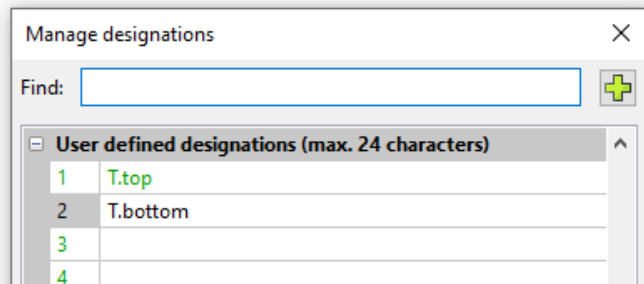 Manage designations
Find:
User defined designations (max. 24 characters)
1 T.top
2 T.bottom
3
4